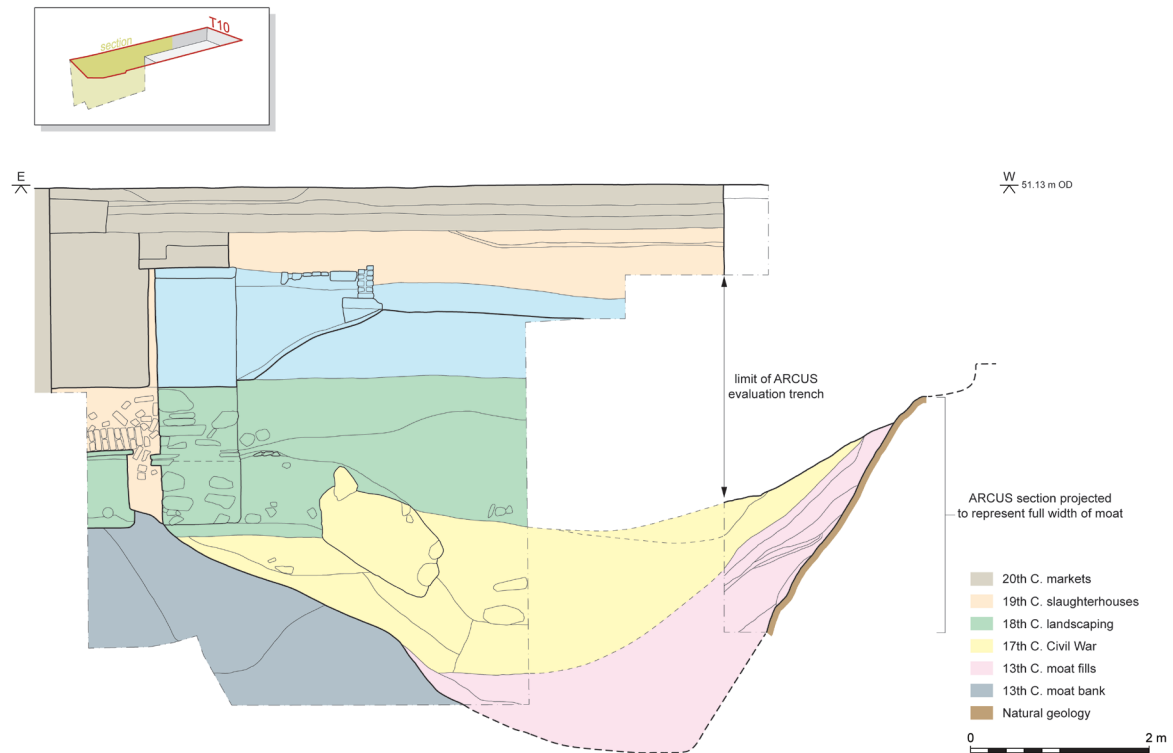 T10
section
E
W
51.13 m OD
limit of ARCUS
evaluation trench
ARCUS section projected
to represent full width of moat
20th C. markets
19th C. slaughterhouses
18th C. landscaping
17th C. Civil War
13th C. moat fills
13th C. moat bank
Natural geology
0
2 m